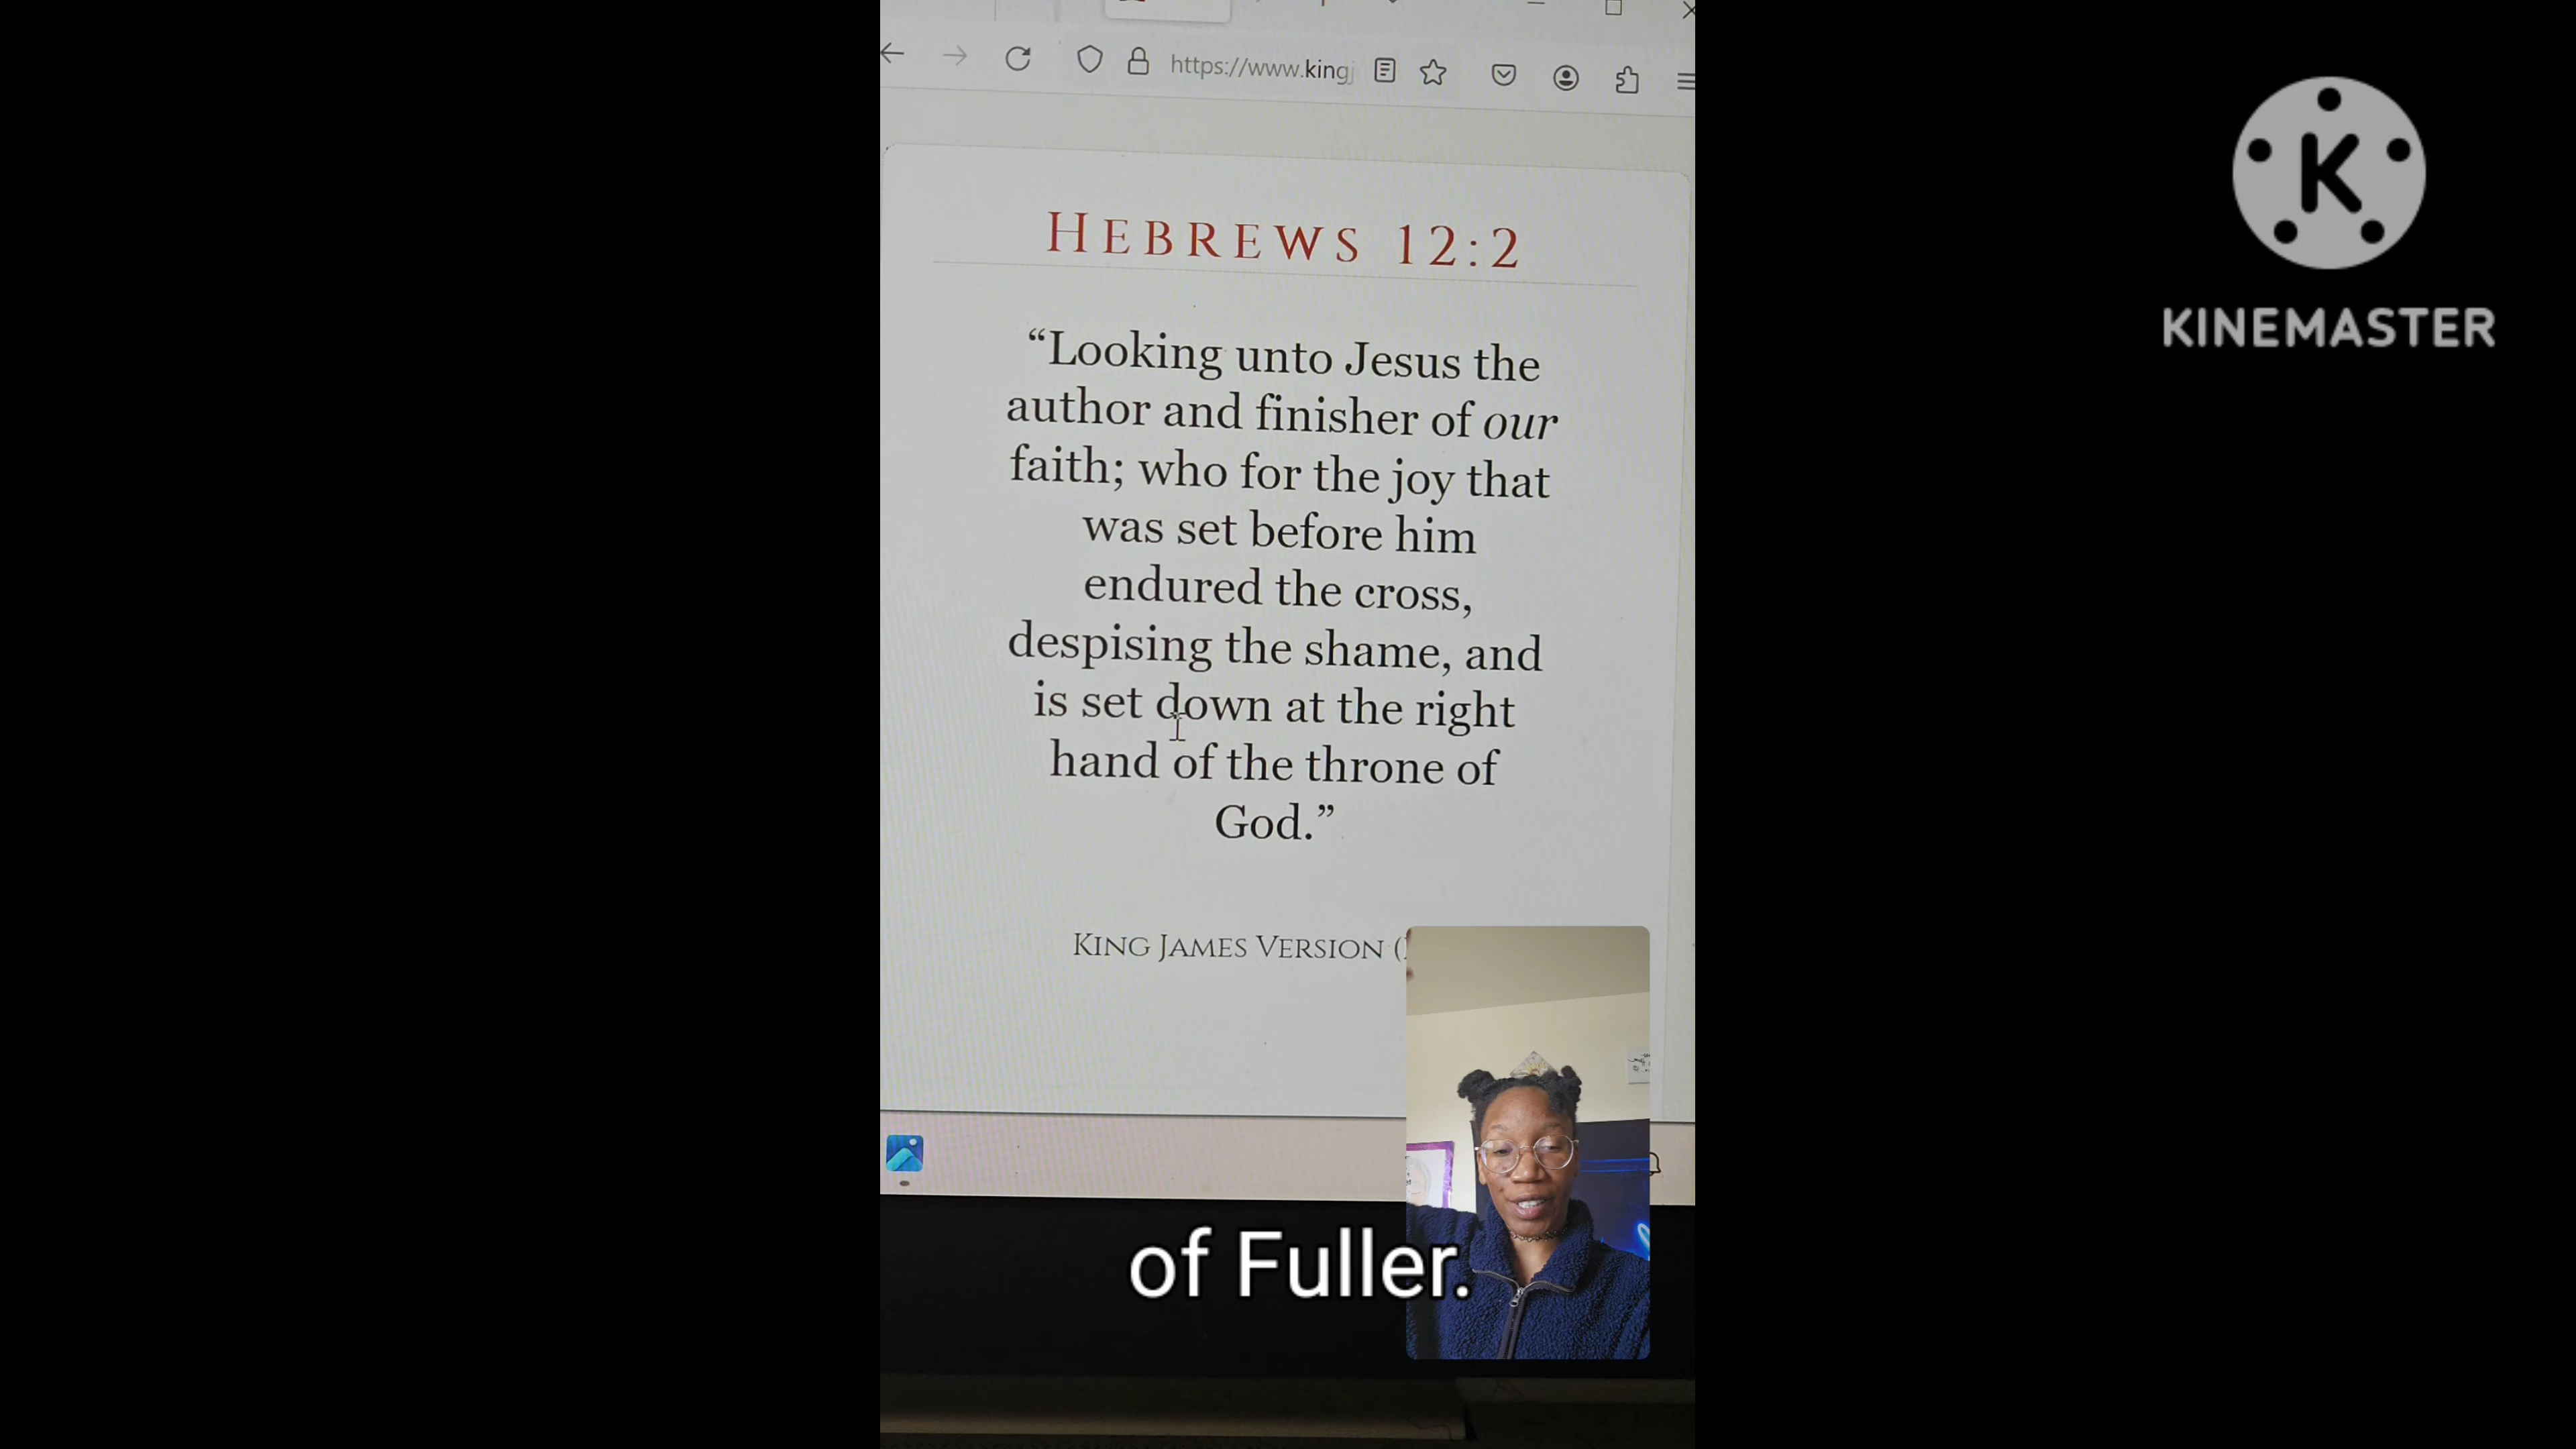 https://www.kingj
HEBREWS 12:2
“Looking unto Jesus the
author and finisher of our
faith; who for the joy that
was set before him
endured the cross,
despising the shame, and
is set down at the right
hand of the throne of
God.”
KING JAMES VERSION (
of Fuller.
K
KINEMASTER